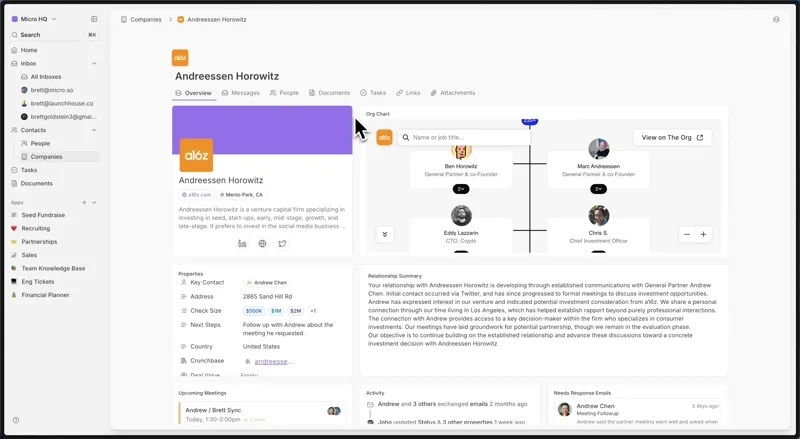 Micro HQ
Search
⌘K
Home
Inbox
All Inboxes
brett@micro.so
brett@launchhouse.co
brettgoldstein3@gmai...
Contacts
People
Companies
Tasks
Documents
Apps
Seed Fundraise
Recruiting
Partnerships
Sales
Team Knowledge Base
Eng Tickets
Financial Planner
Companies
Andreessen Horowitz
a16z
Andreessen Horowitz
Overview
Messages
People
Documents
Tasks
Links
Attachments
a16z
Andreessen Horowitz
a16z.com
Menlo Park, CA
Andreessen Horowitz is a venture capital firm specializing in
investing in seed, start-ups, early, mid-stage, growth, and
late-stage. It prefers to invest in the social media business ...
Org Chart
a16z
Name or job title...
View on The Org
Ben Horowitz
General Partner & co-Founder
2
Marc Andreessen
General Partner & co-Founder
2
Eddy Lazzarin
CTO, Crypto
Chris S.
Chief Investment Officer
Properties
Key Contact
Andrew Chen
Address
2865 Sand Hill Rd
Check Size
$500K
$1M
$2M
+1
Next Steps
Follow up with Andrew about the
meeting he requested.
Country
United States
Crunchbase
andreesse...
Deal Value
Empty
Relationship Summary
Your relationship with Andreessen Horowitz is developing through established communications with General Partner Andrew
Chen. Initial contact occurred via Twitter, and has since progressed to formal meetings to discuss investment opportunities.
Andrew has expressed interest in our venture and indicated potential investment consideration from a16z. We share a personal
connection through our time living in Los Angeles, which has helped establish rapport beyond purely professional interactions.
The connection with Andrew provides access to a key decision-maker within the firm who specializes in consumer
investments. Our meetings have laid groundwork for potential partnership, though we remain in the evaluation phase.
Our objective is to continue building on the established relationship and advance these discussions toward a concrete
investment decision with Andreessen Horowitz
Upcoming Meetings
Andrew / Brett Sync
Today, 1:30-2:00pm
Activity
Andrew and 3 others exchanged emails 2 months ago
John updated Status & 3 other properties 1 week ago
Needs Response Emails
Andrew Chen
5 days ago
Meeting Followup
Andrew said the partner meeting went well and asked when